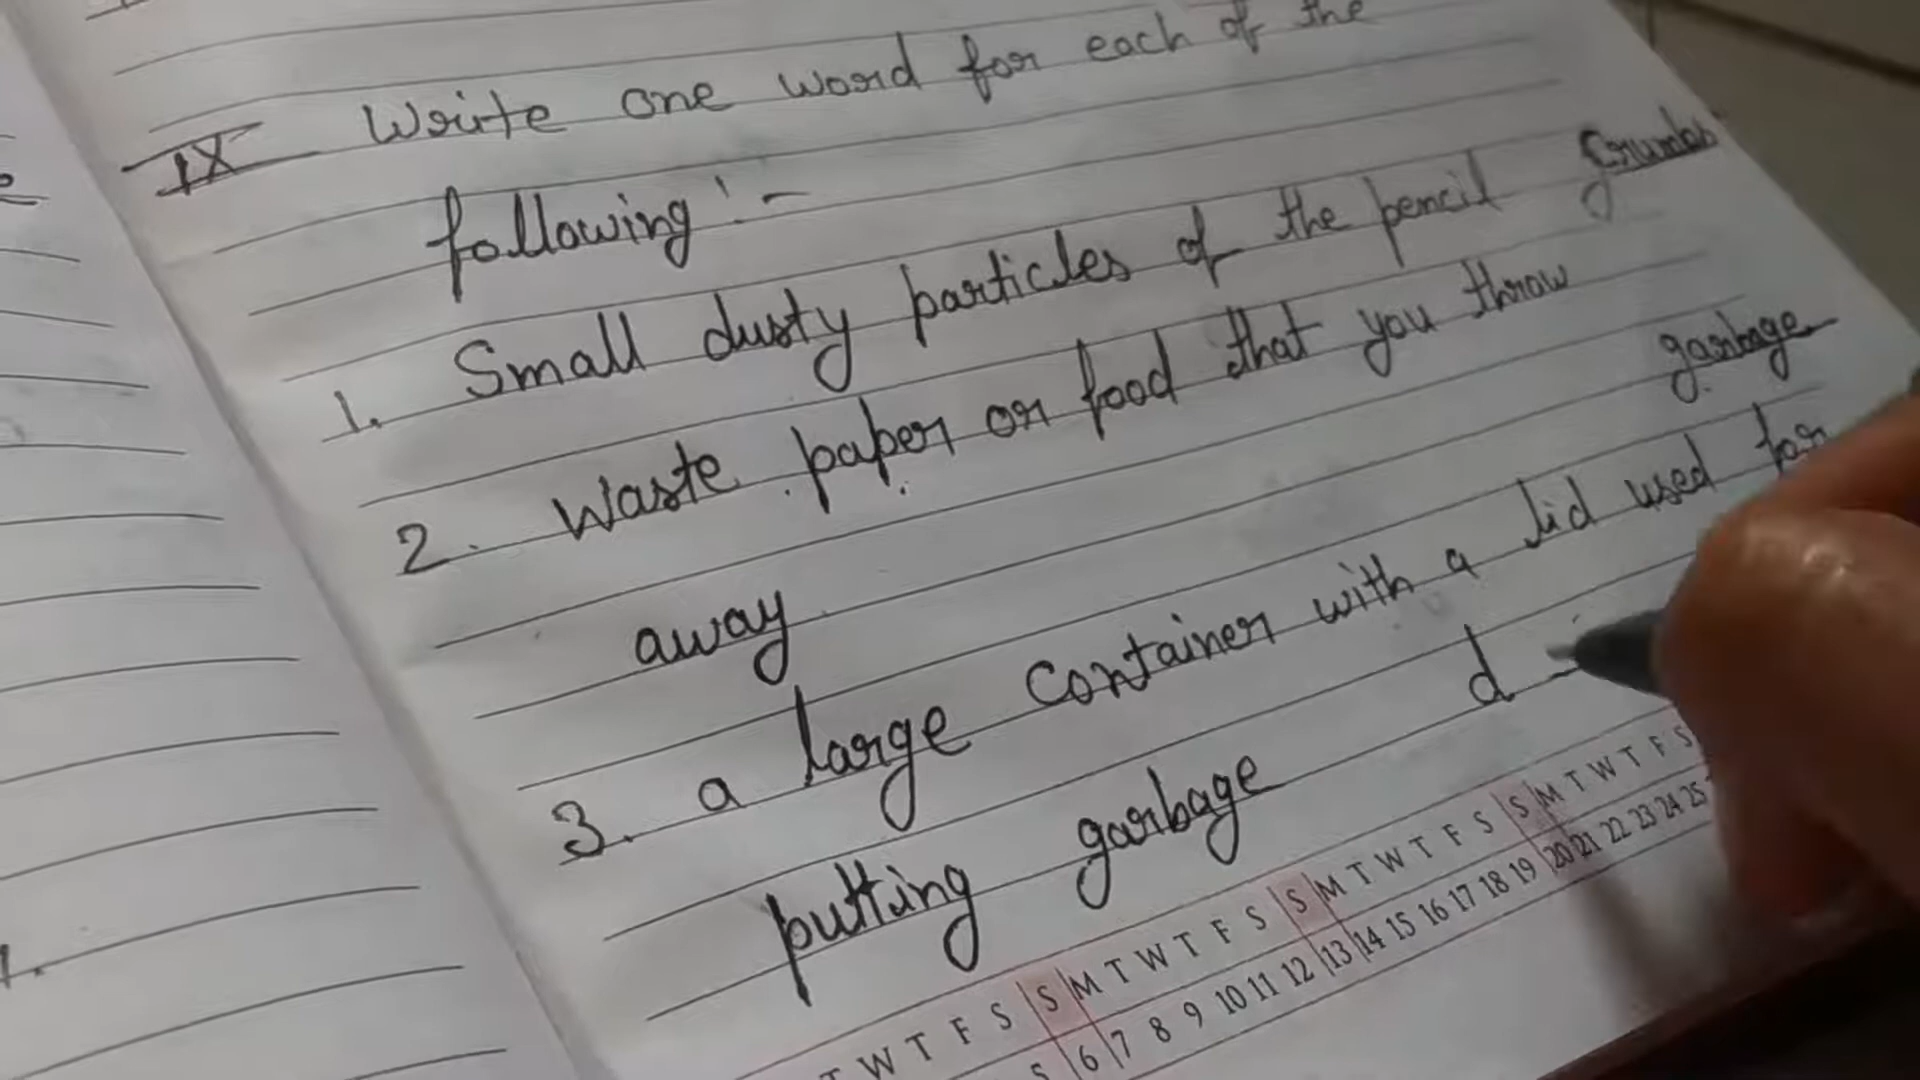 IX Write one word for each of the
following :-
1. Small dusty particles of the pencil crumbs
2. Waste paper or food that you throw
away garbage
3. a large container with a lid used for
putting garbage d
T W T F S S M T W T F S S M T W T F S S M T W T F S
S 6 7 8 9 10 11 12 13 14 15 16 17 18 19 20 21 22 23 24 25
1.